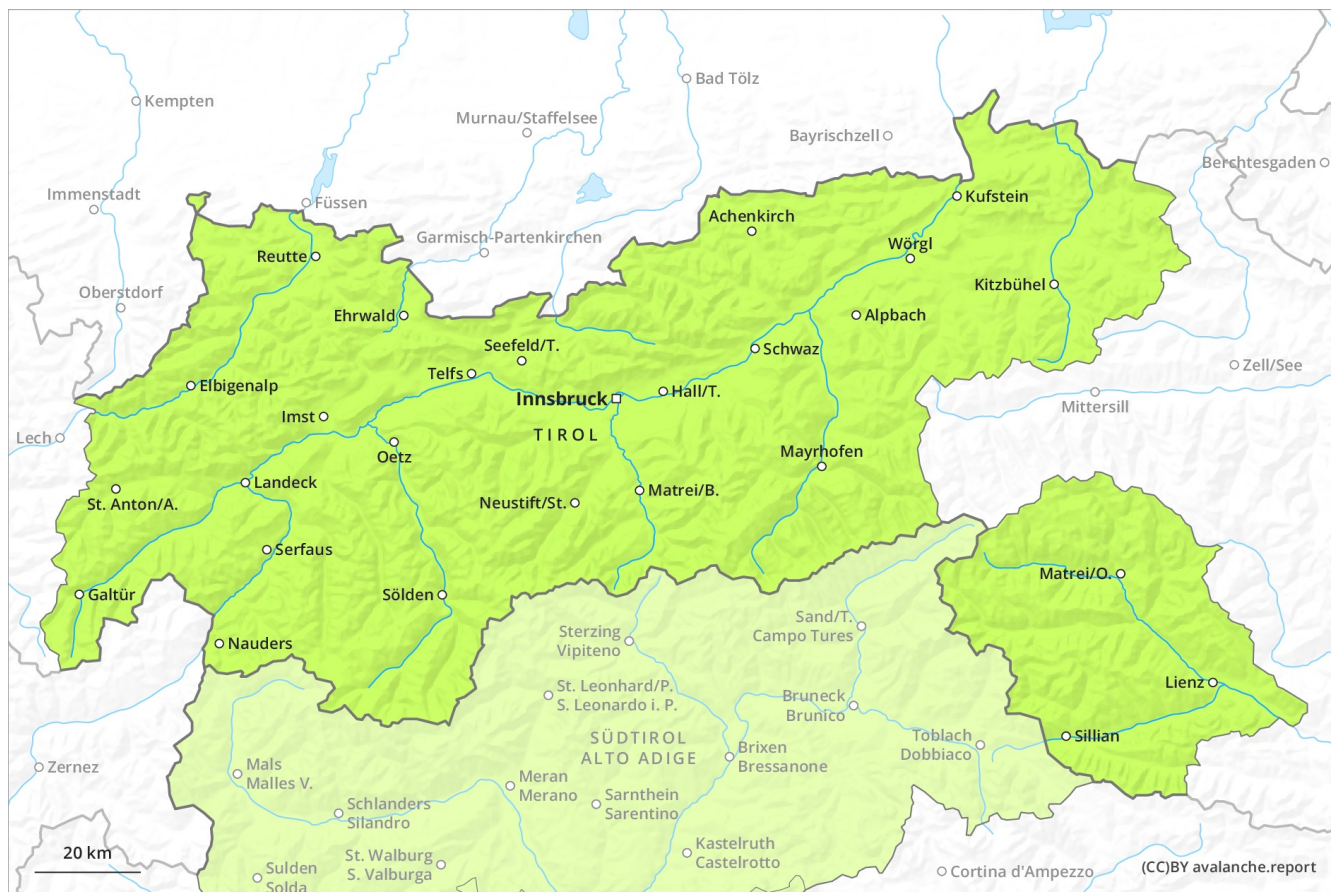 Bad Tölz
Kempten
Murnau/Staffelsee
Bayrischzell
Berchtesgaden
Immenstadt
Füssen
Kufstein
Achenkirch
Garmisch-Partenkirchen
Wörgl
Reutte
Oberstdorf
Kitzbühel
Ehrwald
Alpbach
Seefeld/T.
Schwaz
Zell/See
Telfs
Elbigenalp
Hall/T.
Innsbruck
Mittersill
Imst
TIROL
Lech
Oetz
Mayrhofen
Landeck
Matrei/B.
St. Anton/A.
Neustift/St.
Serfaus
Matrei/O.
Galtür
Sölden
Sand/T.
Campo Tures
Sterzing
Vipiteno
Nauders
Lienz
St. Leonhard/P.
S. Leonardo i. P.
Bruneck
Brunico
SÜDTIROL
ALTO ADIGE
Toblach
Dobbiaco
Sillian
Brixen
Bressanone
Zernez
Mals
Malles V.
Meran
Merano
Sarnthein
Sarentino
Schlanders
Silandro
Kastelruth
Castelrotto
20 km
St. Walburg
S. Valburga
Sulden
Solda
Cortina d'Ampezzo
(CC)BY avalanche.report